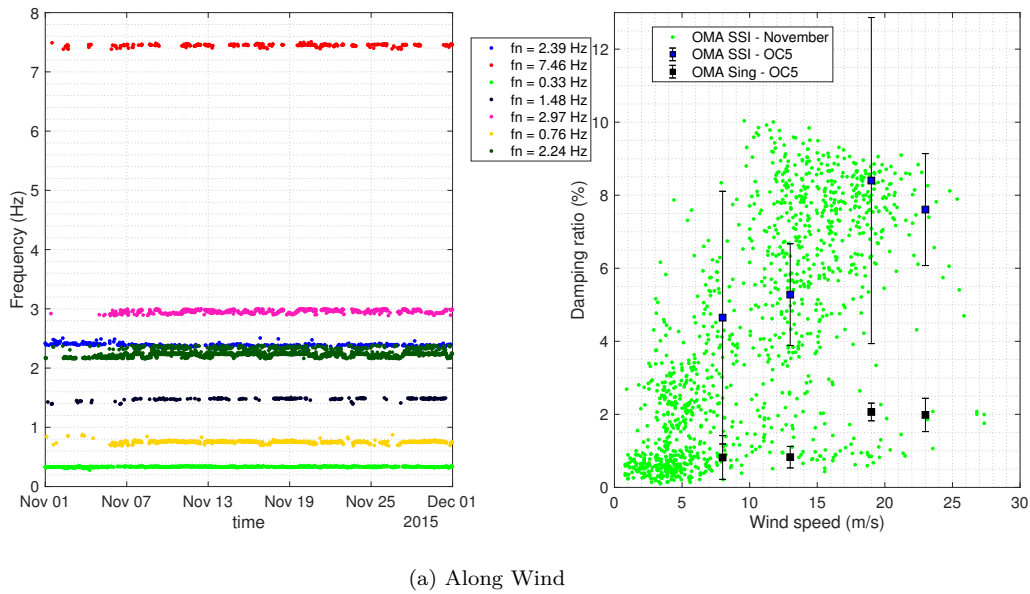 8
7
6
5
4
3
2
1
0
Frequency (Hz)
Nov 01 Nov 07 Nov 13 Nov 19 Nov 25 Dec 01
time 2015
fn = 2.39 Hz
fn = 7.46 Hz
fn = 0.33 Hz
fn = 1.48 Hz
fn = 2.97 Hz
fn = 0.76 Hz
fn = 2.24 Hz
12
10
8
6
4
2
0
Damping ratio (%)
OMA SSI - November
OMA SSI - OC5
OMA Sing - OC5
0 5 10 15 20 25 30
Wind speed (m/s)
(a) Along Wind